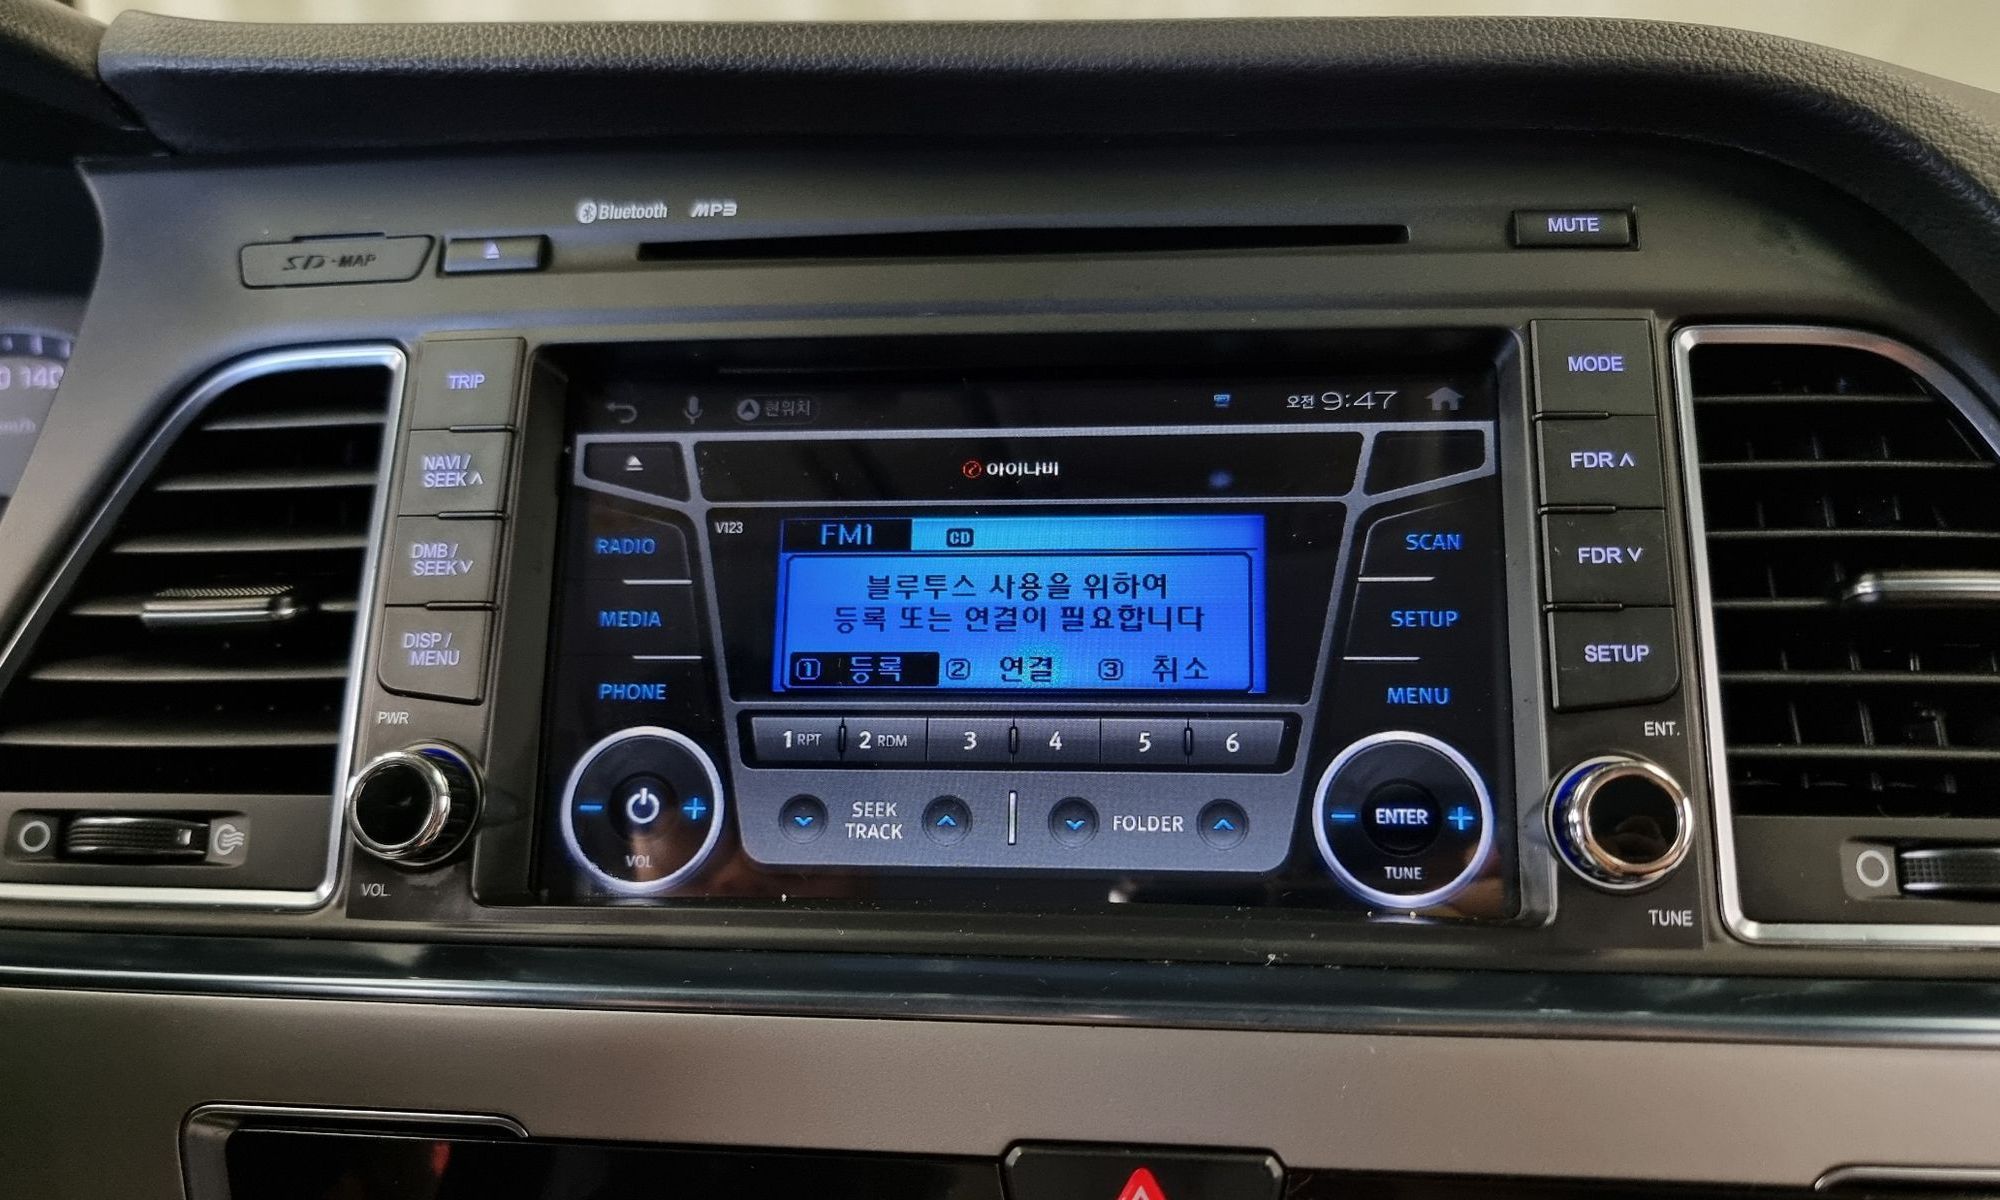 Bluetooth MP3
SD-MAP
MUTE
140
TRIP
NAVI/
SEEK ∧
DMB/
SEEK ∨
DISP/
MENU
PWR
VOL
현위치
오전 9:47
아이나비
V123
FM1
CD
블루투스 사용을 위하여
등록 또는 연결이 필요합니다
① 등록 ② 연결 ③ 취소
RADIO
MEDIA
PHONE
SCAN
SETUP
MENU
1 RPT 2 RDM 3 4 5 6
SEEK
TRACK
FOLDER
− +
VOL
− ENTER +
TUNE
MODE
FDR ∧
FDR ∨
SETUP
ENT.
TUNE